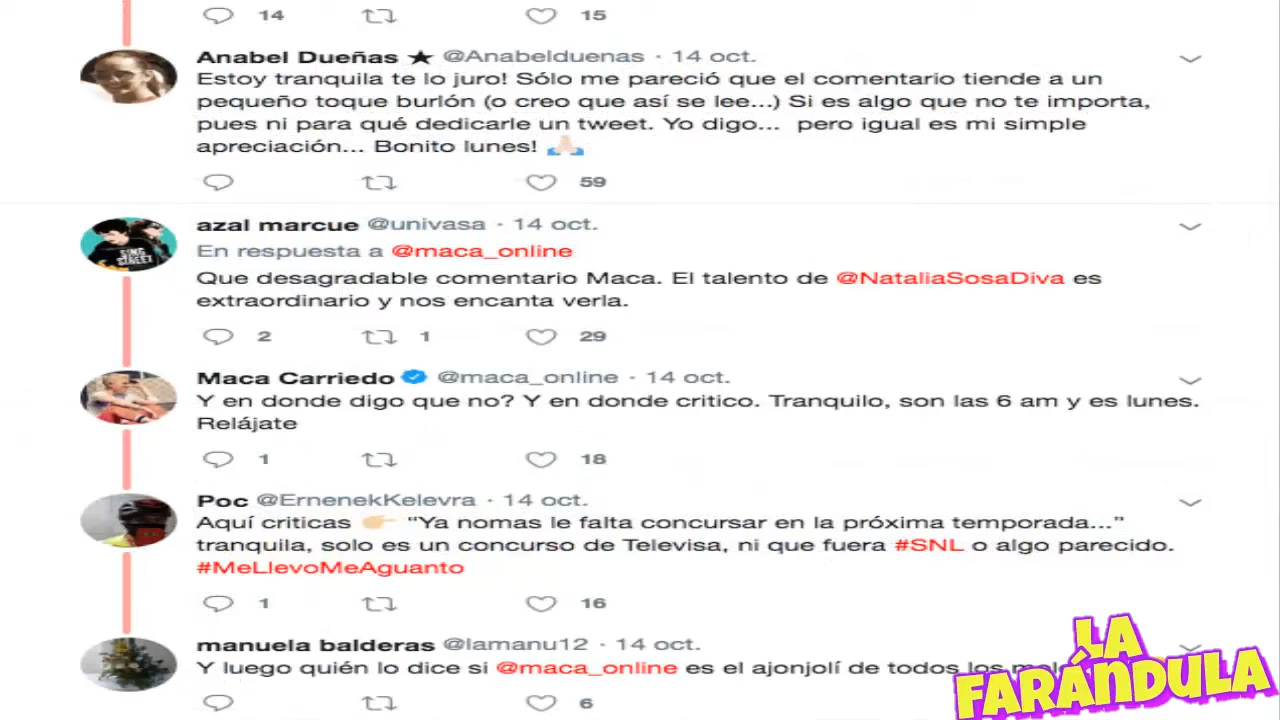 14 15
Anabel Dueñas ★ @Anabelduenas · 14 oct.
Estoy tranquila te lo juro! Sólo me pareció que el comentario tiende a un
pequeño toque burlón (o creo que así se lee...) Si es algo que no te importa,
pues ni para qué dedicarle un tweet. Yo digo... pero igual es mi simple
apreciación... Bonito lunes! 🙏🏻
59
azal marcue @univasa · 14 oct.
En respuesta a @maca_online
Que desagradable comentario Maca. El talento de @NataliaSosaDiva es
extraordinario y nos encanta verla.
2 1 29
Maca Carriedo @maca_online · 14 oct.
Y en donde digo que no? Y en donde critico. Tranquilo, son las 6 am y es lunes.
Relájate
1 18
Poc @ErnenekKelevra · 14 oct.
Aquí criticas 👉🏼 “Ya nomas le falta concursar en la próxima temporada...”
tranquila, solo es un concurso de Televisa, ni que fuera #SNL o algo parecido.
#MeLlevoMeAguanto
1 16
manuela balderas @lamanu12 · 14 oct.
Y luego quién lo dice si @maca_online es el ajonjolí de todos los
6
LA
FARÁNDULA
SING
STREET